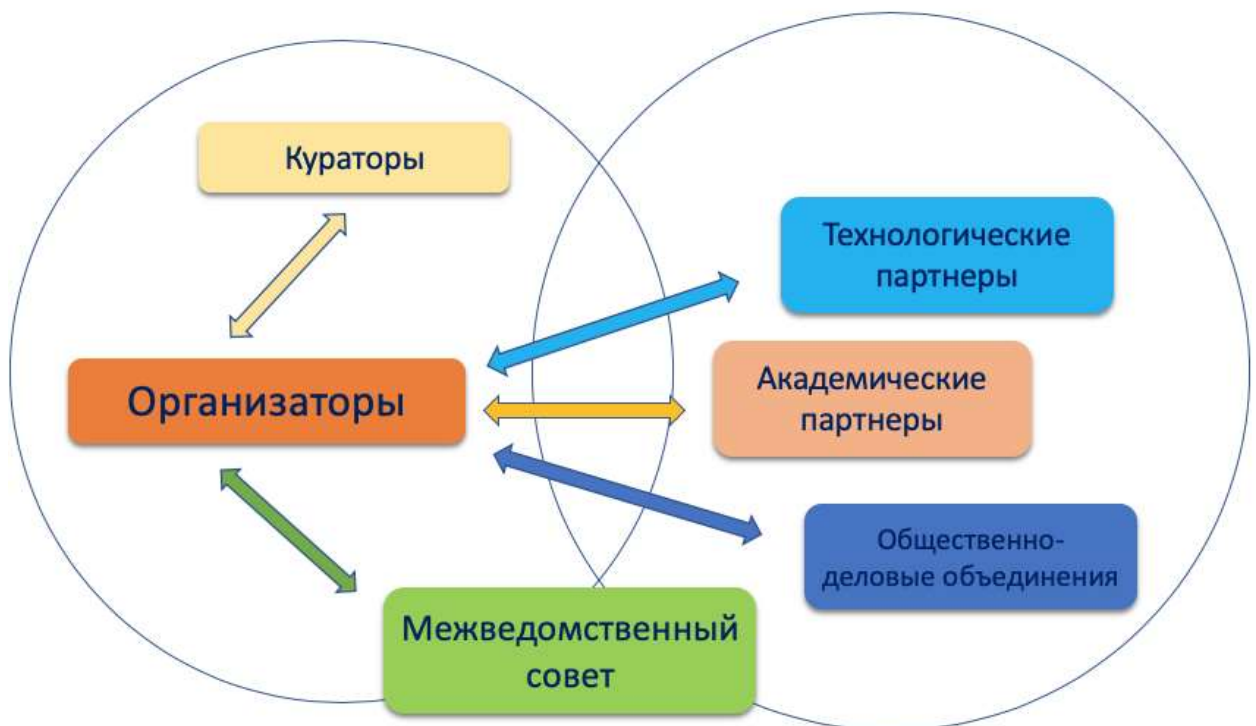 Кураторы
Технологические
партнеры
Организаторы
Академические
партнеры
Общественно-
деловые объединения
Межведомственный
совет